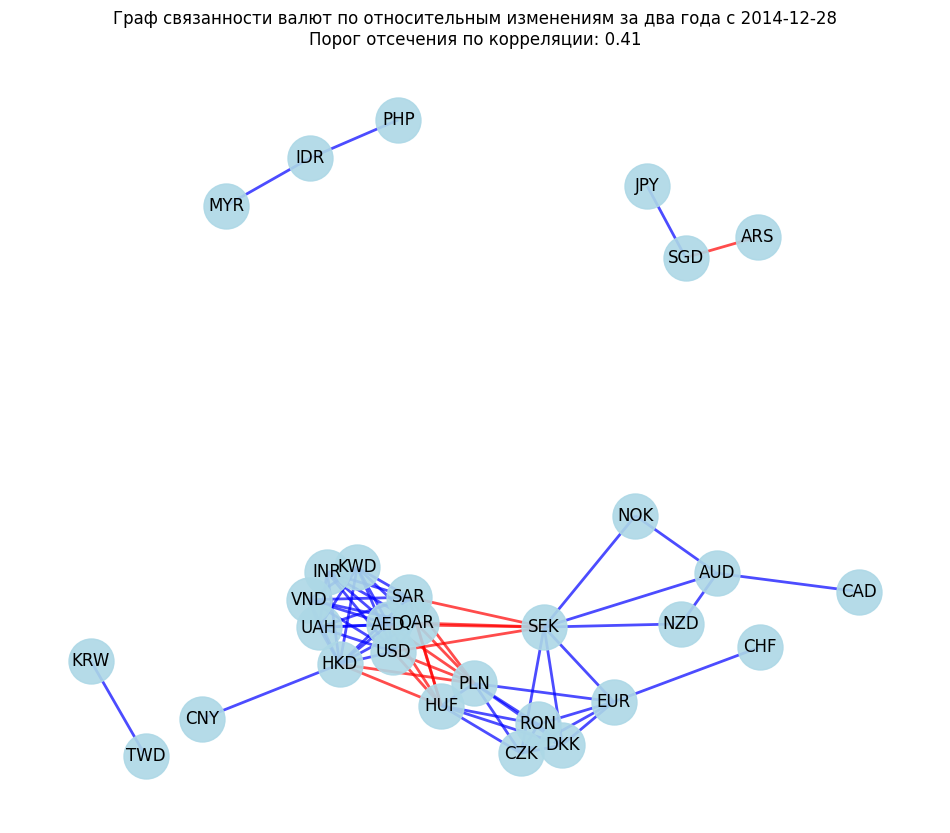 Граф связанности валют по относительным изменениям за два года с 2014-12-28
Порог отсечения по корреляции: 0.41
PHP
IDR
JPY
MYR
ARS
SGD
NOK
KWD
INR
AUD
CAD
SAR
VND
QAR
AED
NZD
UAH
SEK
CHF
USD
KRW
HKD
PLN
EUR
HUF
CNY
RON
DKK
CZK
TWD